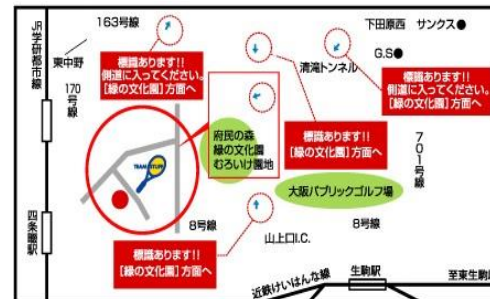 163号線
下田原西 サンクス●
G.S●
JR学研都市線
東中野
170号線
標識あります!!
側道に入ってください。
[緑の文化園]方面へ
清滝トンネル
標識あります!!
側道に入ってください。
[緑の文化園]方面へ
府民の森
緑の文化園
むろいけ園地
標識あります!!
[緑の文化園]方面へ
701号線
大阪パブリックゴルフ場
四条畷駅
8号線
8号線
標識あります!!
[緑の文化園]方面へ
山上口I.C.
近鉄けいはんな線
生駒駅